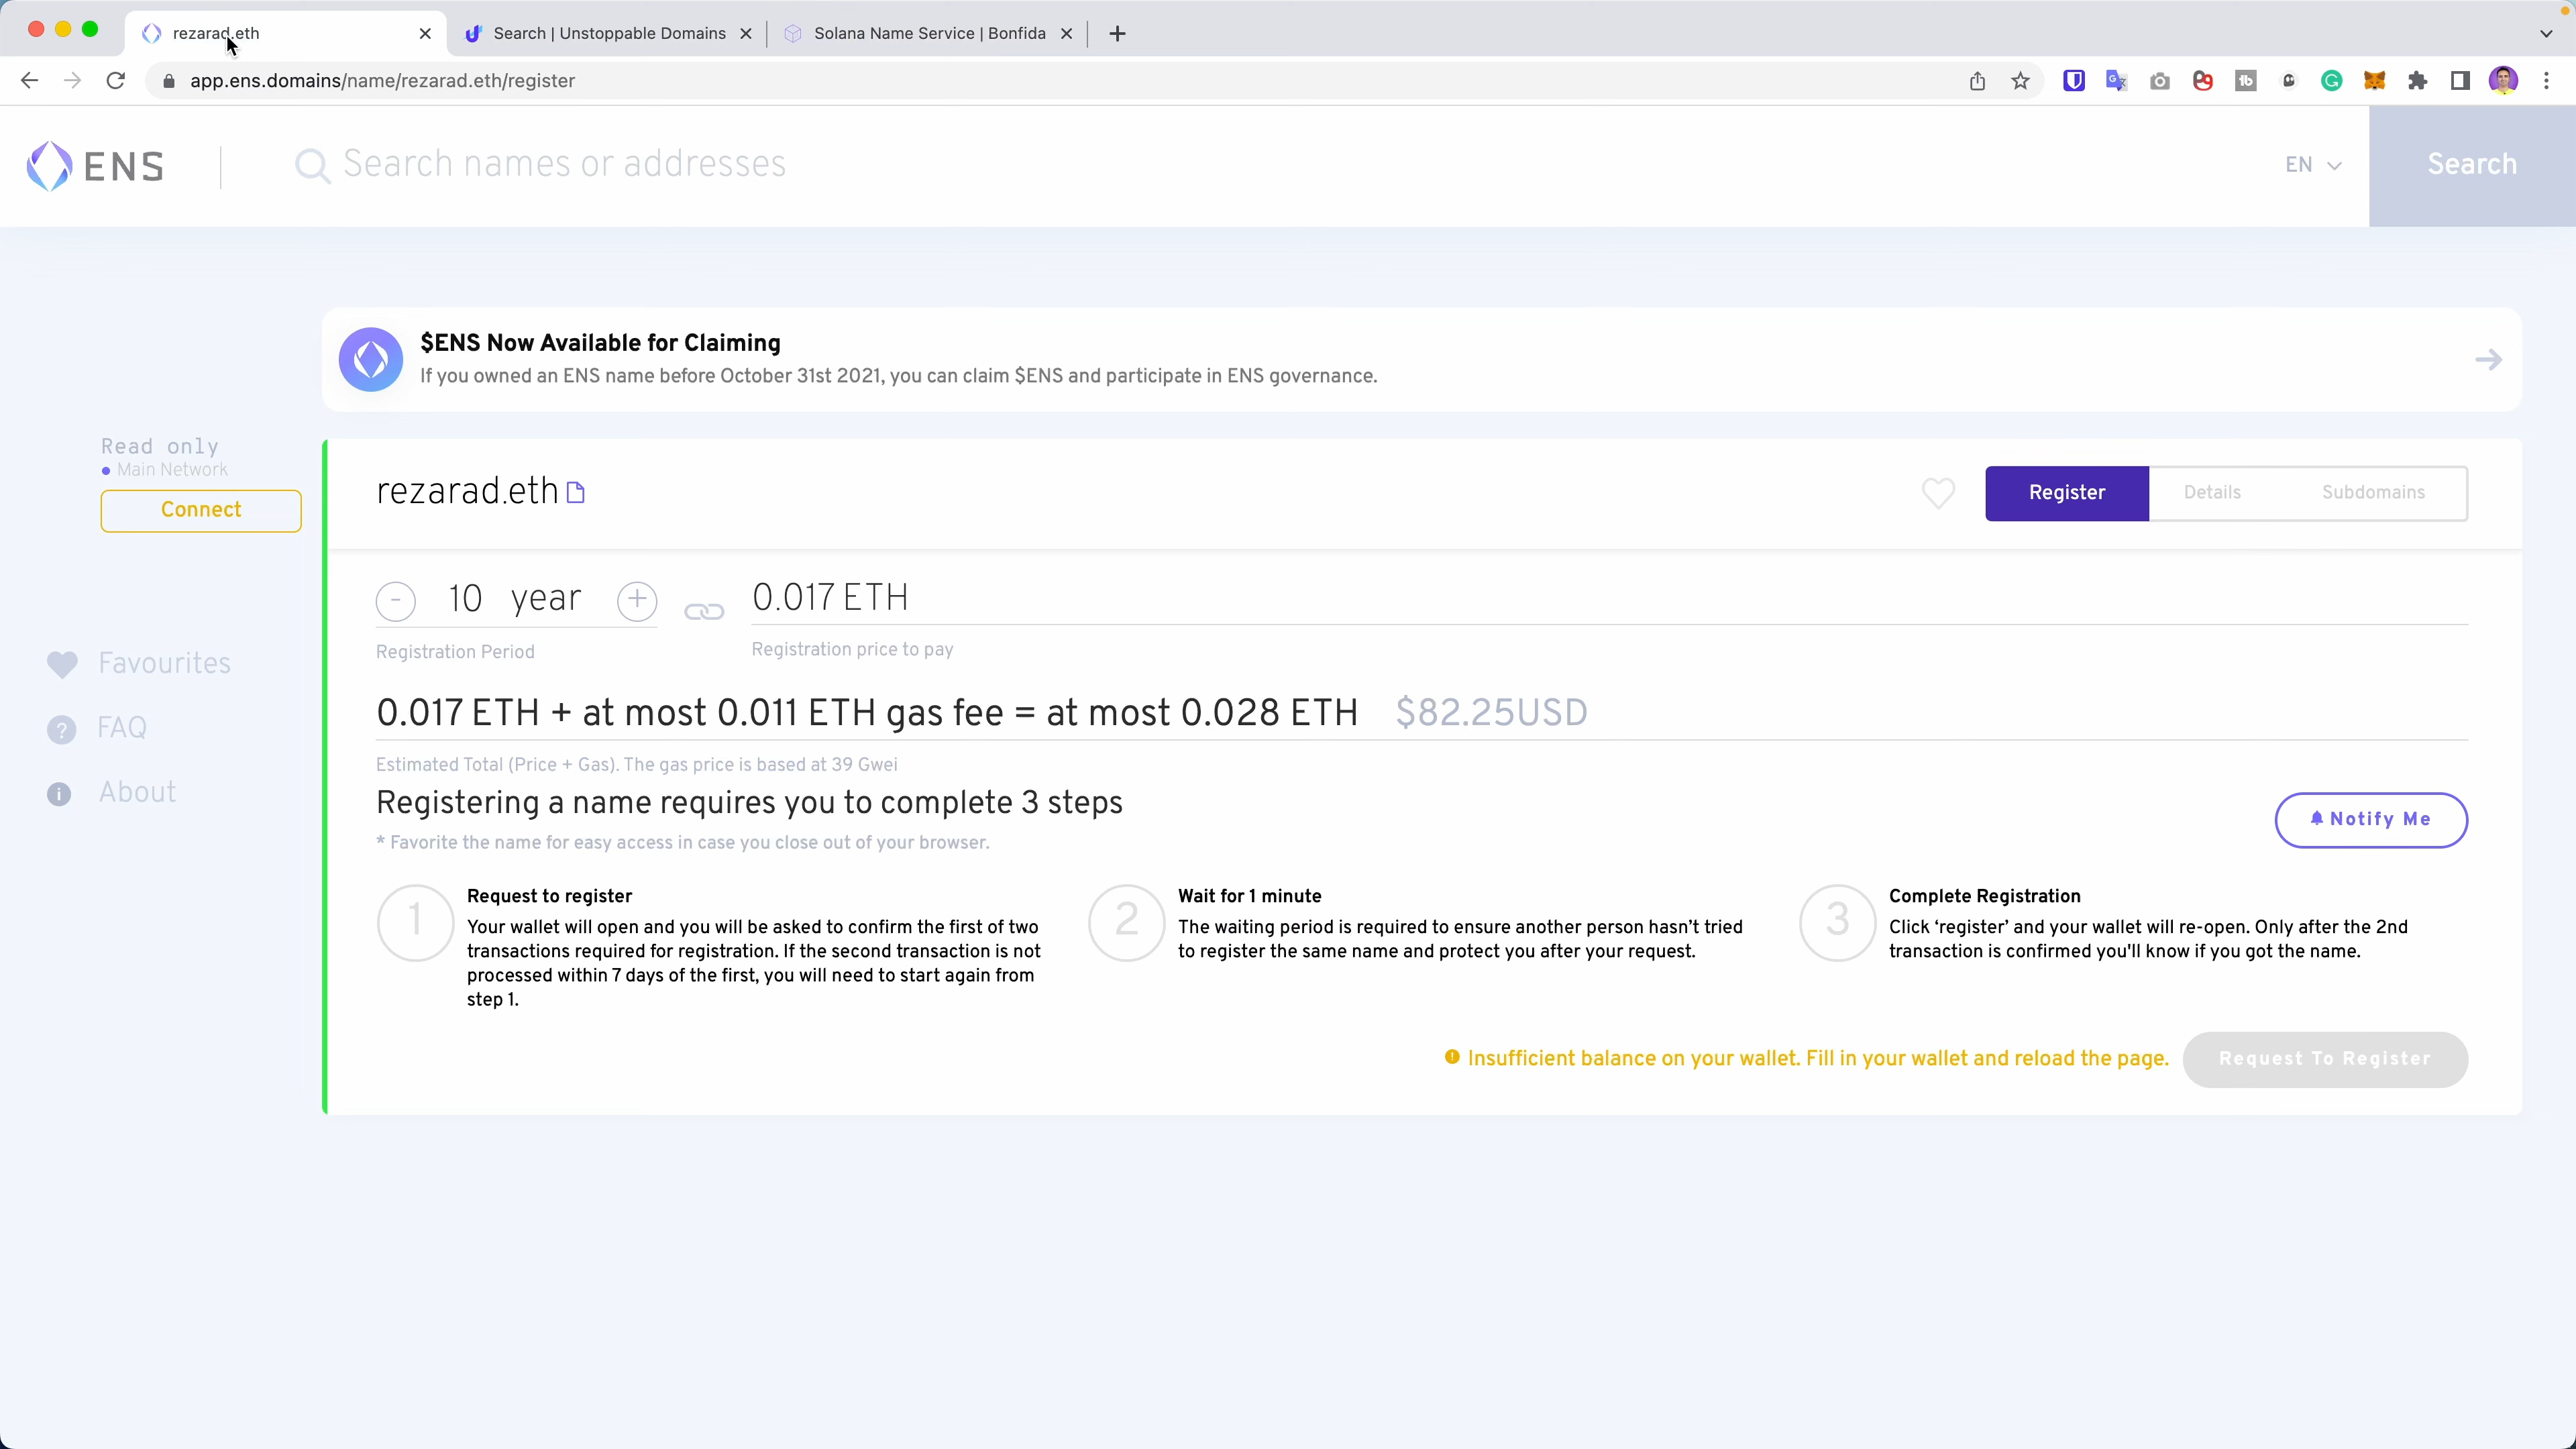 rezarad.eth
Search | Unstoppable Domains
Solana Name Service | Bonfida
app.ens.domains/name/rezarad.eth/register
ENS
Search names or addresses
EN
Search
$ENS Now Available for Claiming
If you owned an ENS name before October 31st 2021, you can claim $ENS and participate in ENS governance.
Read only
Main Network
Connect
Favourites
FAQ
About
rezarad.eth
Register
Details
Subdomains
- 10 year +
0.017 ETH
Registration Period
Registration price to pay
0.017 ETH + at most 0.011 ETH gas fee = at most 0.028 ETH $82.25USD
Estimated Total (Price + Gas). The gas price is based at 39 Gwei
Registering a name requires you to complete 3 steps
* Favorite the name for easy access in case you close out of your browser.
Notify Me
1
Request to register
Your wallet will open and you will be asked to confirm the first of two
transactions required for registration. If the second transaction is not
processed within 7 days of the first, you will need to start again from
step 1.
2
Wait for 1 minute
The waiting period is required to ensure another person hasn't tried
to register the same name and protect you after your request.
3
Complete Registration
Click ‘register’ and your wallet will re-open. Only after the 2nd
transaction is confirmed you'll know if you got the name.
Insufficient balance on your wallet. Fill in your wallet and reload the page.
Request To Register